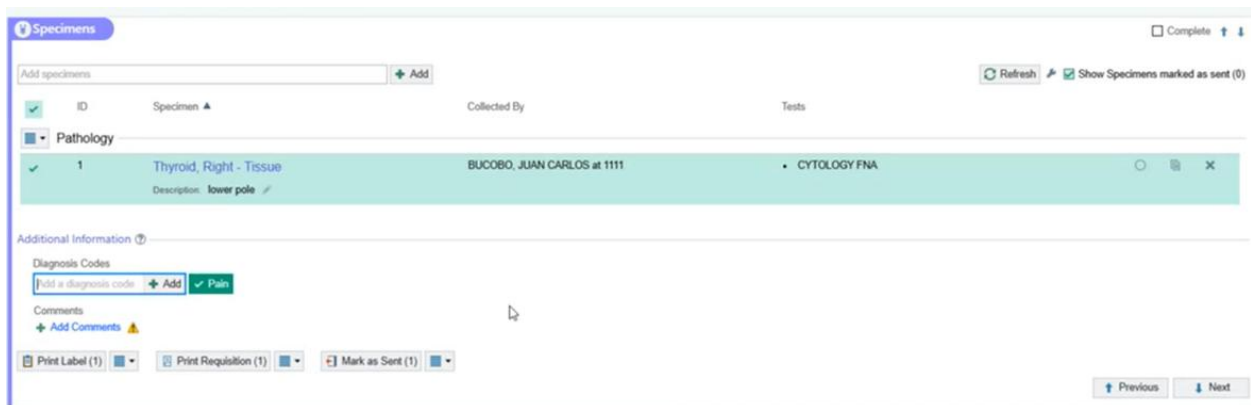 Specimens
Complete
Add specimens
Add
Refresh
Show Specimens marked as sent (0)
ID Specimen Collected By Tests
Pathology
1 Thyroid, Right - Tissue BUCOBO, JUAN CARLOS at 1111 • CYTOLOGY FNA
Description: lower pole
Additional Information
Diagnosis Codes
Add a diagnosis code Add Pain
Comments
Add Comments
Print Label (1) Print Requisition (1) Mark as Sent (1)
Previous Next